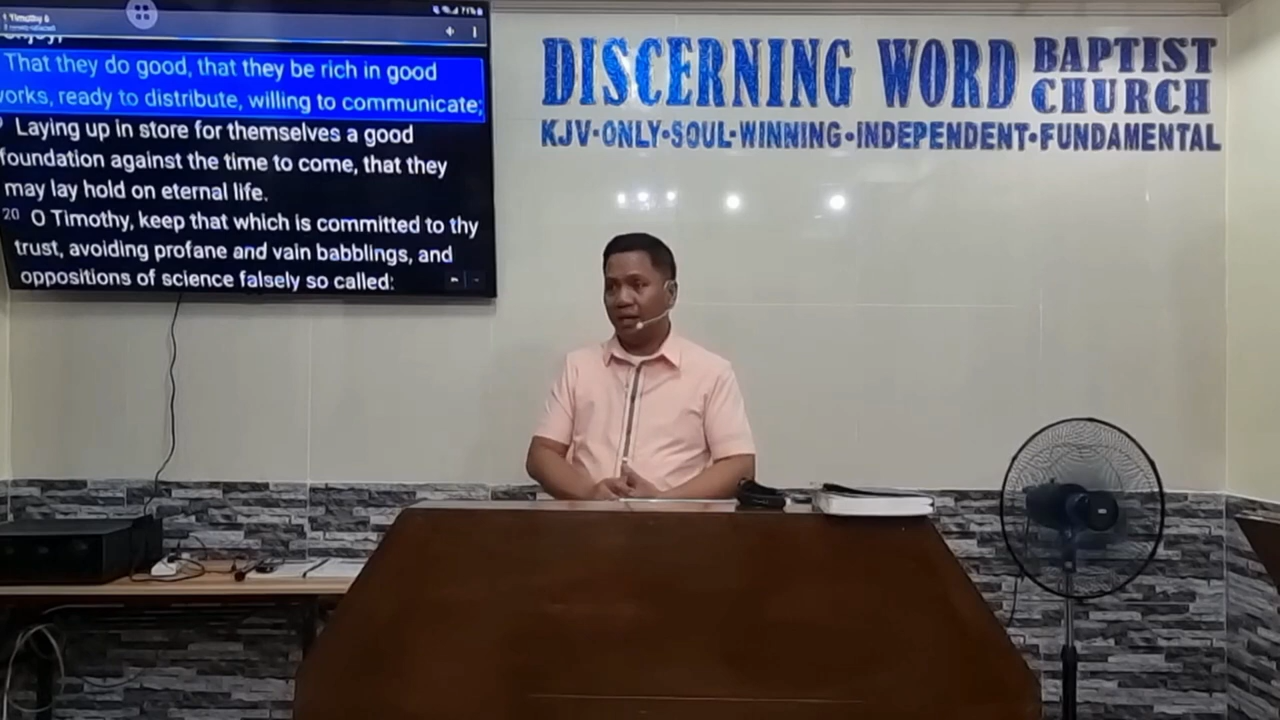 1 Timothy 6
That they do good, that they be rich in good
works, ready to distribute, willing to communicate;
Laying up in store for themselves a good
foundation against the time to come, that they
may lay hold on eternal life.
20 O Timothy, keep that which is committed to thy
trust, avoiding profane and vain babblings, and
oppositions of science falsely so called:
DISCERNING WORD BAPTIST CHURCH
KJV-ONLY•SOUL-WINNING•INDEPENDENT•FUNDAMENTAL